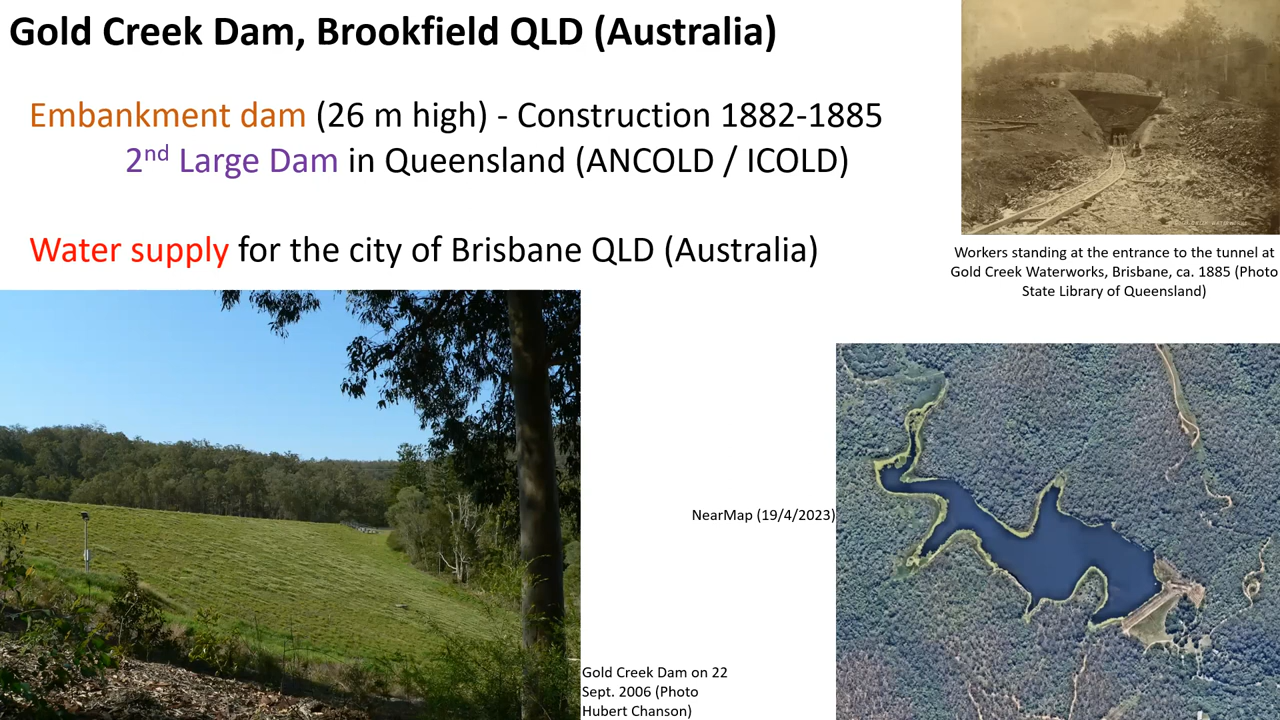 Gold Creek Dam, Brookfield QLD (Australia)
Embankment dam (26 m high) - Construction 1882-1885
2nd Large Dam in Queensland (ANCOLD / ICOLD)
Water supply for the city of Brisbane QLD (Australia)
Workers standing at the entrance to the tunnel at
Gold Creek Waterworks, Brisbane, ca. 1885 (Photo
State Library of Queensland)
NearMap (19/4/2023)
Gold Creek Dam on 22
Sept. 2006 (Photo
Hubert Chanson)